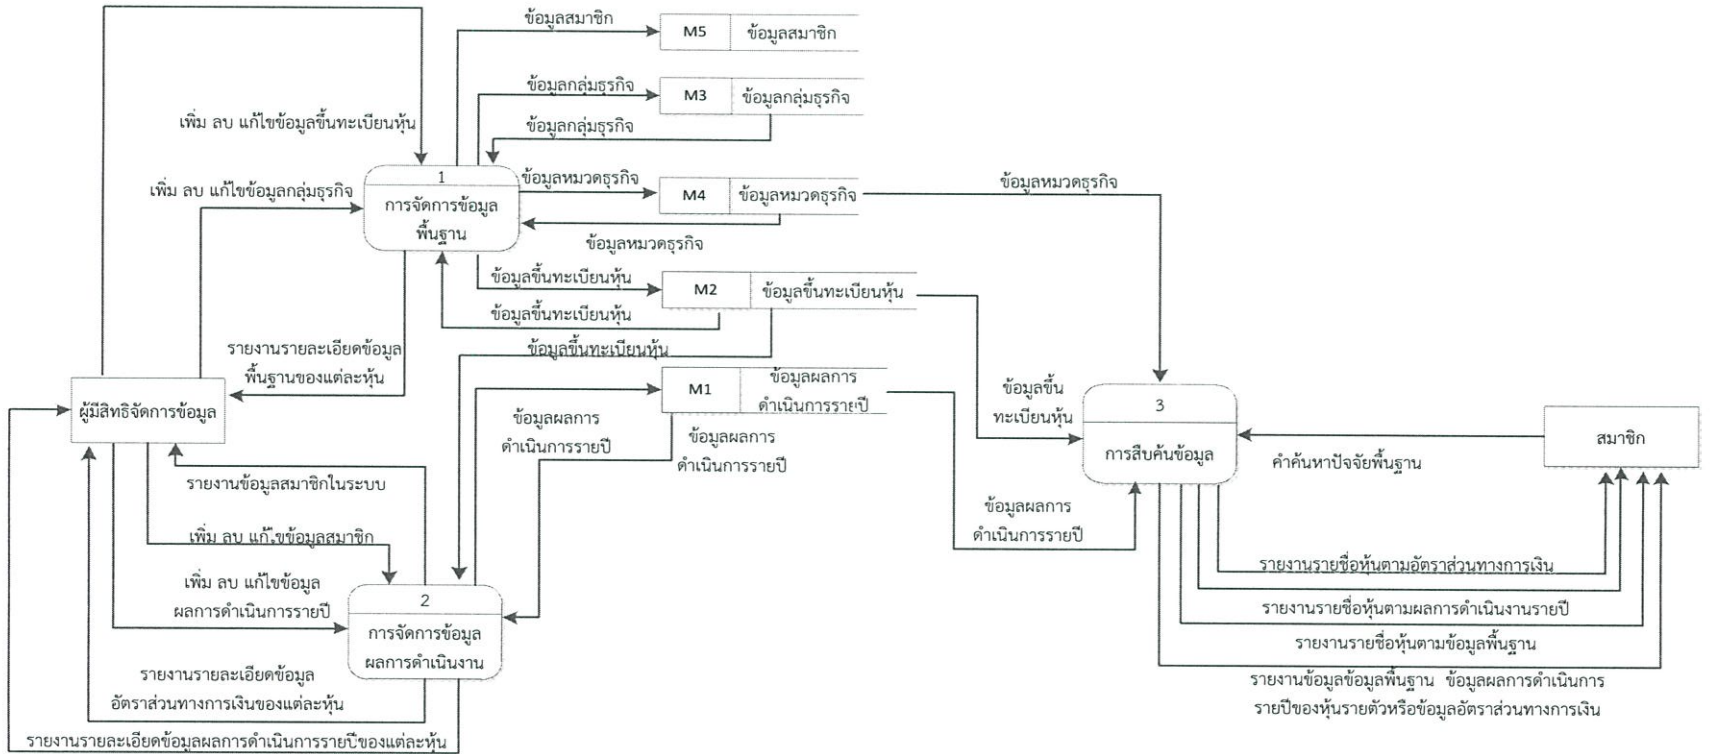 ข้อมูลสมาชิก
M5
ข้อมูลสมาชิก
ข้อมูลกลุ่มธุรกิจ
M3
ข้อมูลกลุ่มธุรกิจ
ข้อมูลกลุ่มธุรกิจ
เพิ่ม ลบ แก้ไขข้อมูลขึ้นทะเบียนหุ้น
เพิ่ม ลบ แก้ไขข้อมูลกลุ่มธุรกิจ
1
การจัดการข้อมูล
พื้นฐาน
ข้อมูลหมวดธุรกิจ
M4
ข้อมูลหมวดธุรกิจ
ข้อมูลหมวดธุรกิจ
ข้อมูลหมวดธุรกิจ
ข้อมูลขึ้นทะเบียนหุ้น
M2
ข้อมูลขึ้นทะเบียนหุ้น
ข้อมูลขึ้นทะเบียนหุ้น
ข้อมูลขึ้นทะเบียนหุ้น
รายงานรายละเอียดข้อมูล
พื้นฐานของแต่ละหุ้น
M1
ข้อมูลผลการ
ดำเนินการรายปี
ผู้มีสิทธิจัดการข้อมูล
ข้อมูลผลการ
ดำเนินการรายปี
ข้อมูลผลการ
ดำเนินการรายปี
ข้อมูลขึ้น
ทะเบียนหุ้น
3
การสืบค้นข้อมูล
สมาชิก
คำค้นหาปัจจัยพื้นฐาน
รายงานข้อมูลสมาชิกในระบบ
ข้อมูลผลการ
ดำเนินการรายปี
เพิ่ม ลบ แก้ไขข้อมูลสมาชิก
เพิ่ม ลบ แก้ไขข้อมูล
ผลการดำเนินการรายปี
2
การจัดการข้อมูล
ผลการดำเนินงาน
รายงานรายชื่อหุ้นตามอัตราส่วนทางการเงิน
รายงานรายชื่อหุ้นตามผลการดำเนินงานรายปี
รายงานรายชื่อหุ้นตามข้อมูลพื้นฐาน
รายงานข้อมูลข้อมูลพื้นฐาน ข้อมูลผลการดำเนินการ
รายปีของหุ้นรายตัวหรือข้อมูลอัตราส่วนทางการเงิน
รายงานรายละเอียดข้อมูล
อัตราส่วนทางการเงินของแต่ละหุ้น
รายงานรายละเอียดข้อมูลผลการดำเนินการรายปีของแต่ละหุ้น